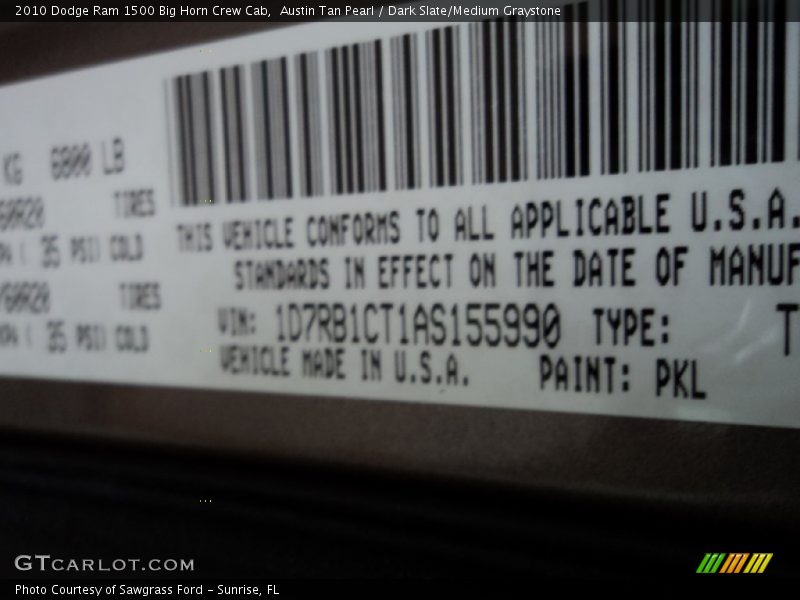 2010 Dodge Ram 1500 Big Horn Crew Cab,  Austin Tan Pearl / Dark Slate/Medium Graystone
KG 6800 LB
TIRES
35 PSI) COLD
TIRES
35 PSI) COLD
THIS VEHICLE CONFORMS TO ALL APPLICABLE U.S.A.
STANDARDS IN EFFECT ON THE DATE OF MANUF
VIN: 1D7RB1CT1AS155990 TYPE: T
VEHICLE MADE IN U.S.A. PAINT: PKL
GTCARLOT.COM
Photo Courtesy of Sawgrass Ford - Sunrise, FL